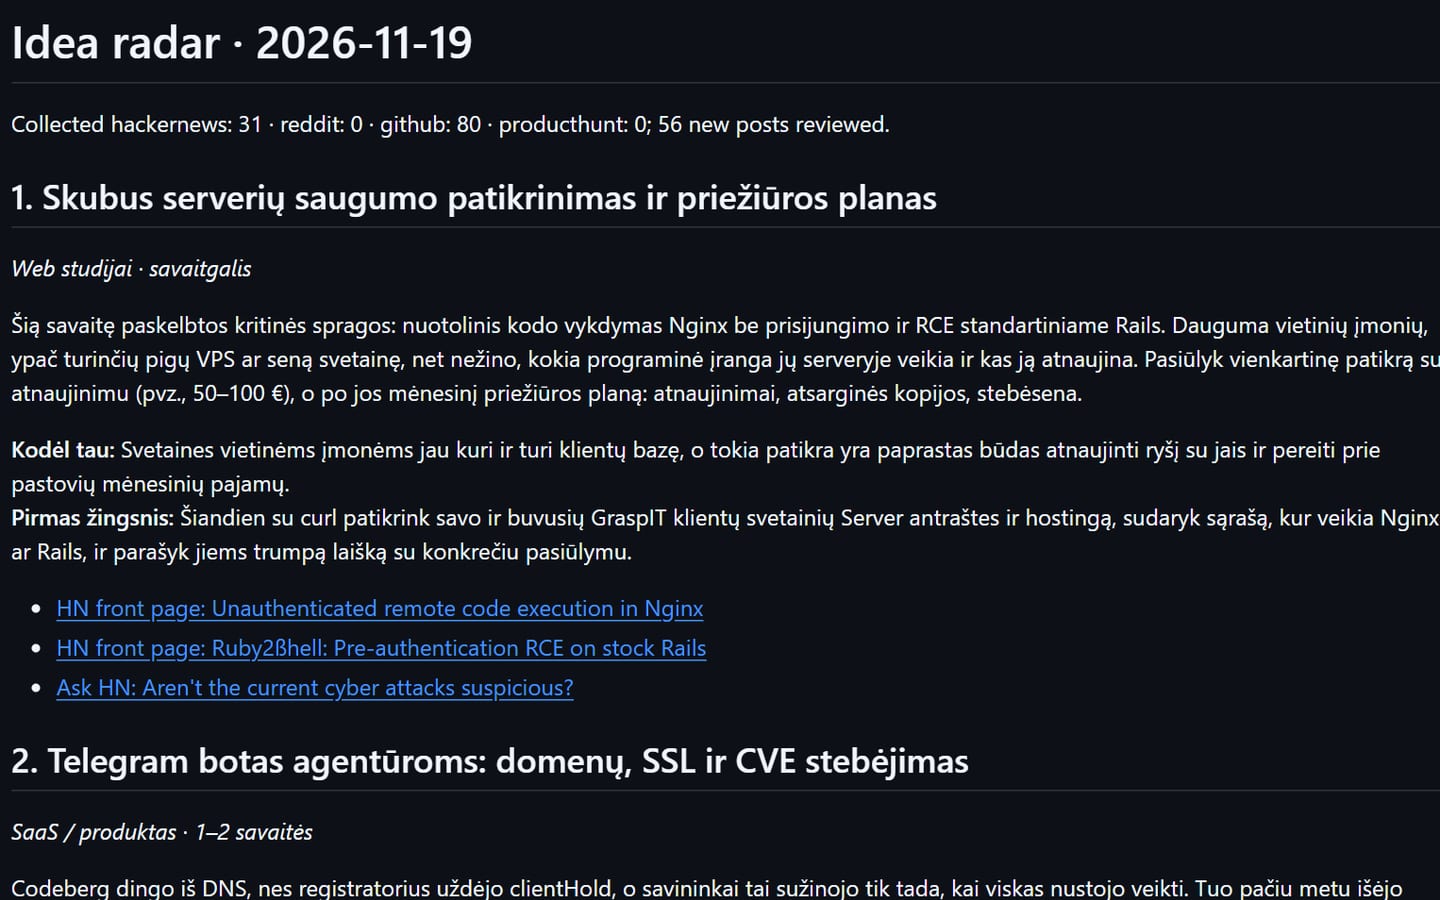 Idea radar · 2026-11-19
Collected hackernews: 31 · reddit: 0 · github: 80 · producthunt: 0; 56 new posts reviewed.
1. Skubus serverių saugumo patikrinimas ir priežiūros planas
Web studijai · savaitgalis
Šią savaitę paskelbtos kritinės spragos: nuotolinis kodo vykdymas Nginx be prisijungimo ir RCE standartiniame Rails. Dauguma vietinių įmonių,
ypač turinčių pigų VPS ar seną svetainę, net nežino, kokia programinė įranga jų serveryje veikia ir kas ją atnaujina. Pasiūlyk vienkartinę patikrą su
atnaujinimu (pvz., 50–100 €), o po jos mėnesinį priežiūros planą: atnaujinimai, atsarginės kopijos, stebėsena.
Kodėl tau: Svetaines vietinėms įmonėms jau kuri ir turi klientų bazę, o tokia patikra yra paprastas būdas atnaujinti ryšį su jais ir pereiti prie
pastovių mėnesinių pajamų.
Pirmas žingsnis: Šiandien su curl patikrink savo ir buvusių GraspIT klientų svetainių Server antraštes ir hostingą, sudaryk sąrašą, kur veikia Nginx
ar Rails, ir parašyk jiems trumpą laišką su konkrečiu pasiūlymu.
HN front page: Unauthenticated remote code execution in Nginx
HN front page: Ruby2ßhell: Pre-authentication RCE on stock Rails
Ask HN: Aren't the current cyber attacks suspicious?
2. Telegram botas agentūroms: domenų, SSL ir CVE stebėjimas
SaaS / produktas · 1–2 savaitės
Codeberg dingo iš DNS, nes registratorius uždėjo clientHold, o savininkai tai sužinojo tik tada, kai viskas nustojo veikti. Tuo pačiu metu išėjo